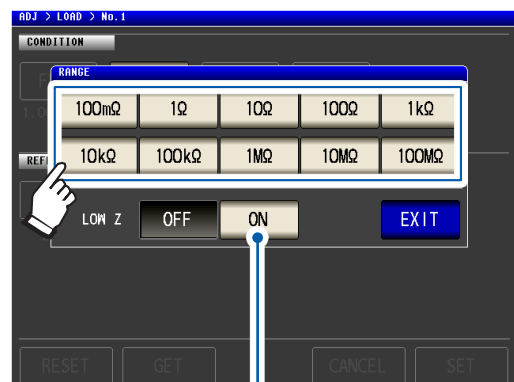 ADJ > LOAD > No.1
CONDITION
RANGE
100mΩ 1Ω 10Ω 100Ω 1kΩ
10kΩ 100kΩ 1MΩ 10MΩ 100MΩ
LOW Z OFF ON EXIT
RESET GET CANCEL SET